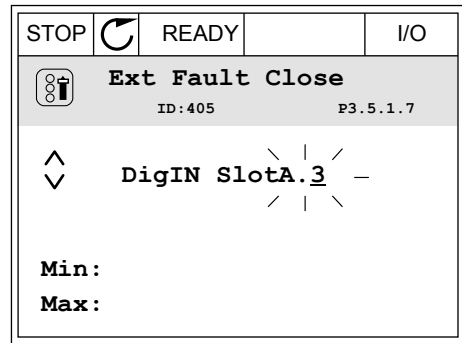 STOP READY I/O
Ext Fault Close
ID:405 P3.5.1.7
DigIN SlotA.3
Min:
Max: